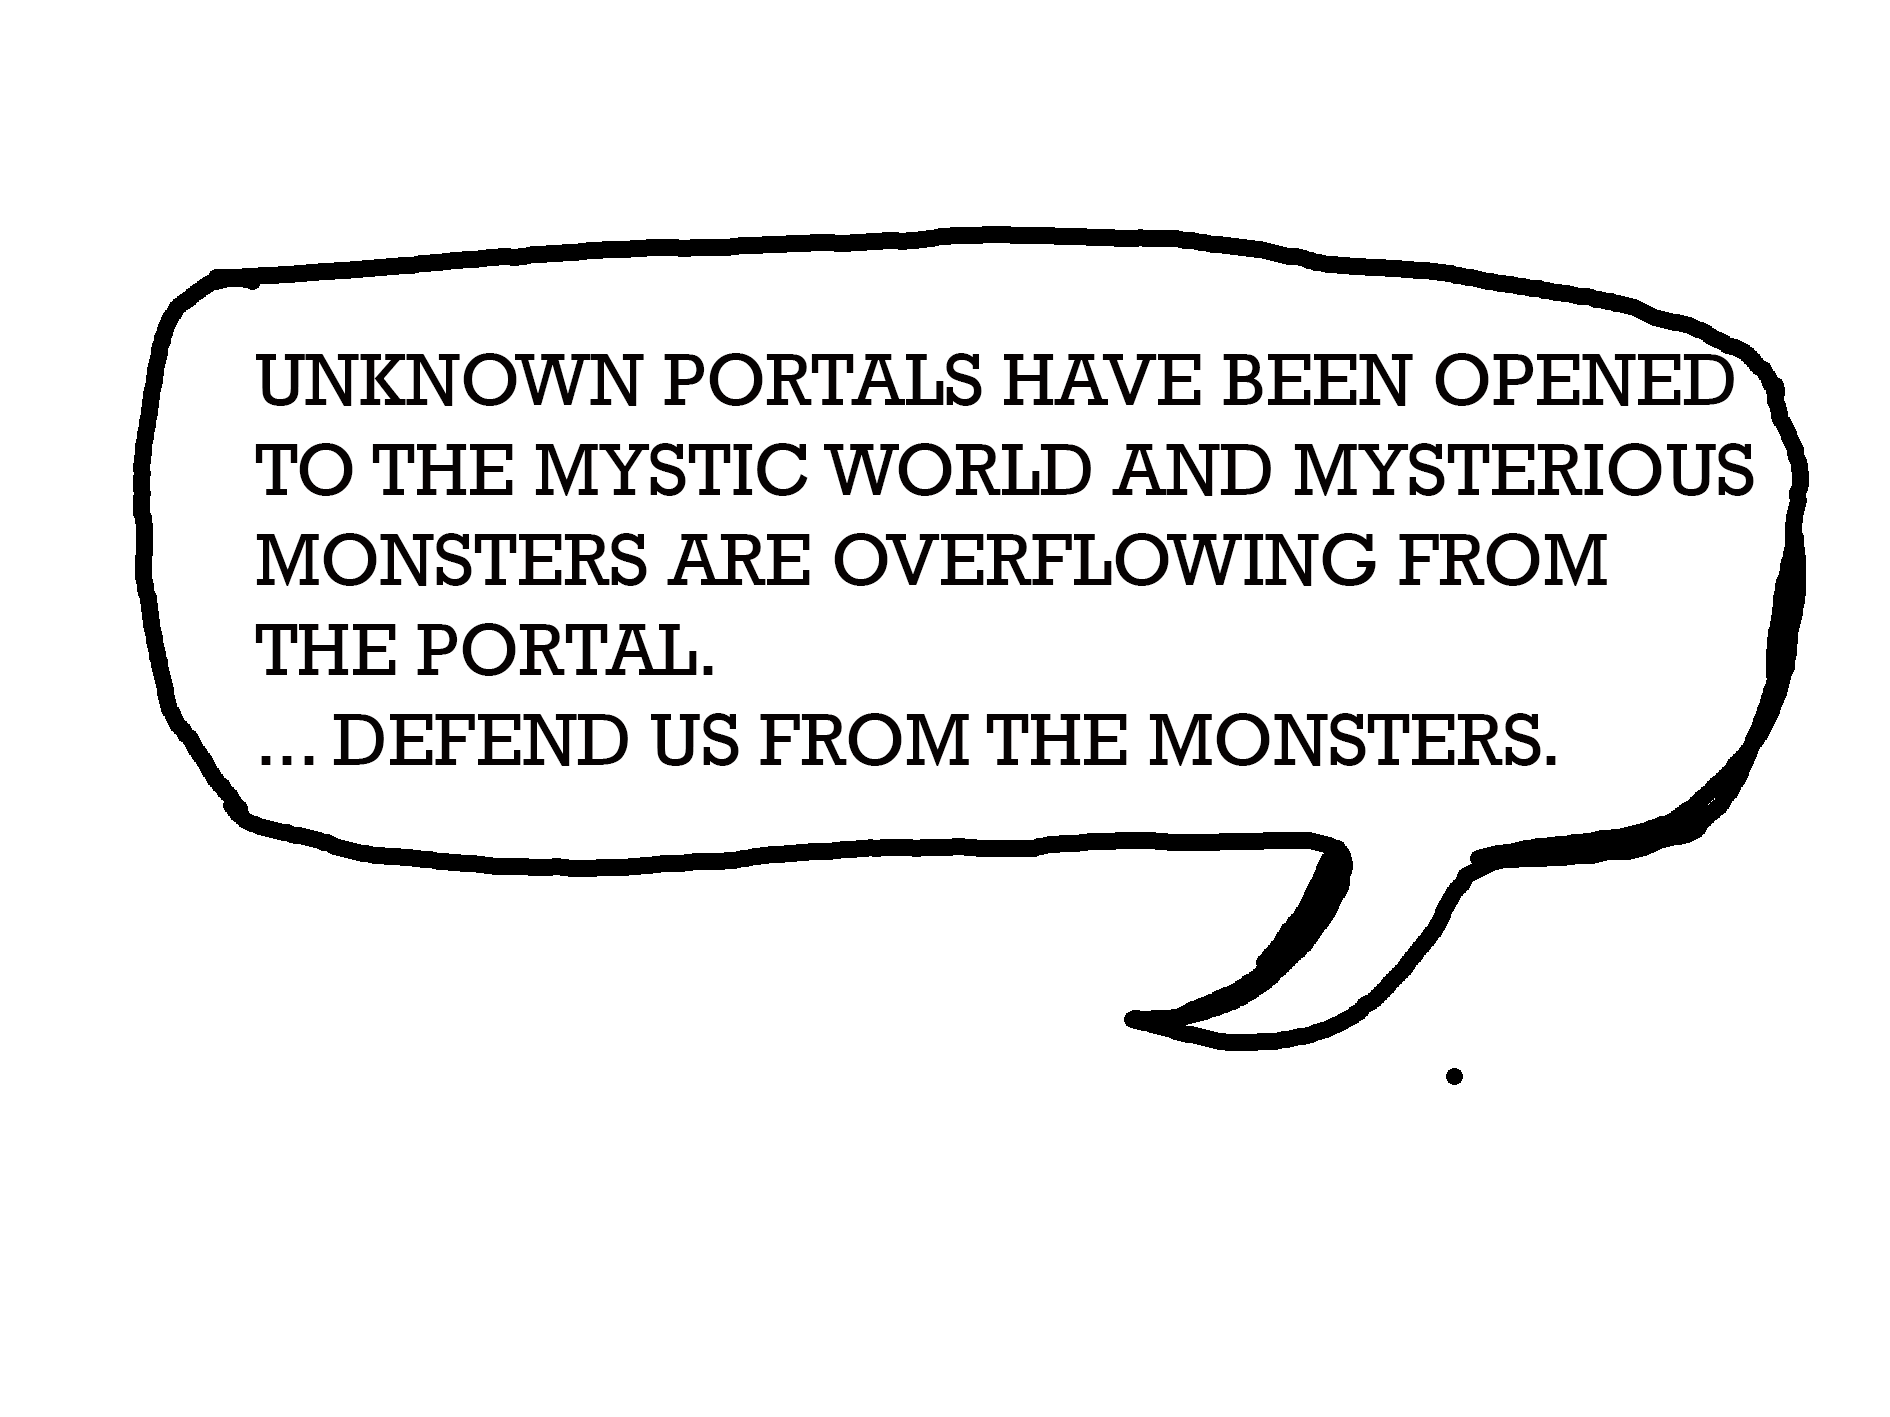 UNKNOWN PORTALS HAVE BEEN OPENED
TO THE MYSTIC WORLD AND MYSTERIOUS
MONSTERS ARE OVERFLOWING FROM
THE PORTAL.
... DEFEND US FROM THE MONSTERS.